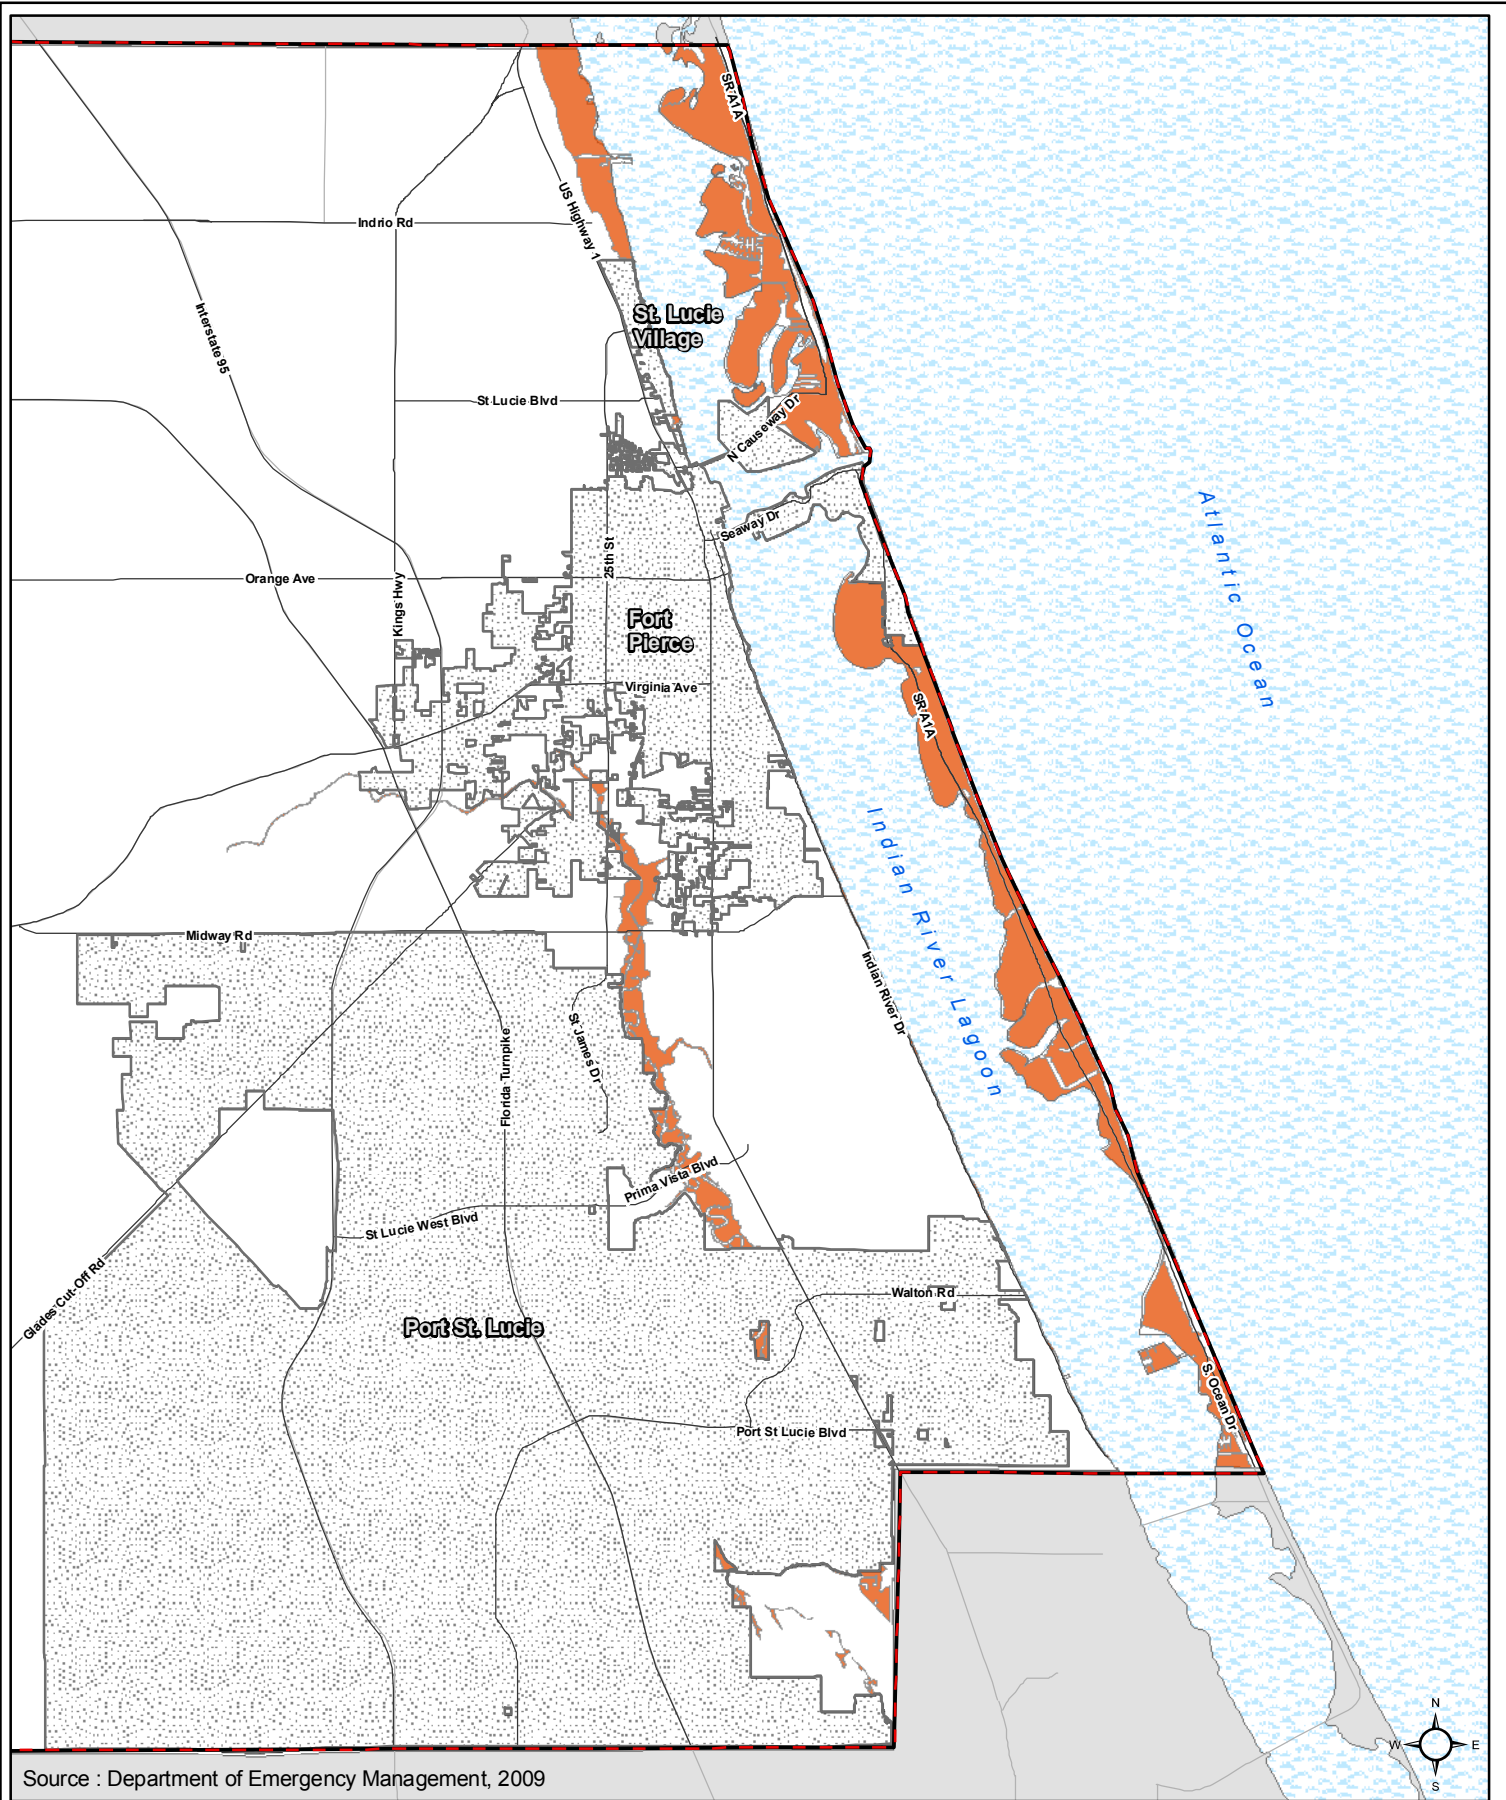 SR A1A
US Highway 1
Indrio Rd
Interstate 95
St. Lucie
Village
St Lucie Blvd
N Causeway Dr
Seaway Dr
Atlantic Ocean
25th St
Orange Ave
Kings Hwy
Fort
Pierce
Virginia Ave
SR A1A
Indian River Lagoon
Midway Rd
Indian River Dr
St James Dr
Florida Turnpike
Prima Vista Blvd
St Lucie West Blvd
Glades Cut-Off Rd
Walton Rd
Port St. Lucie
S. Ocean Dr
Port St Lucie Blvd
N
W E
S
Source : Department of Emergency Management, 2009